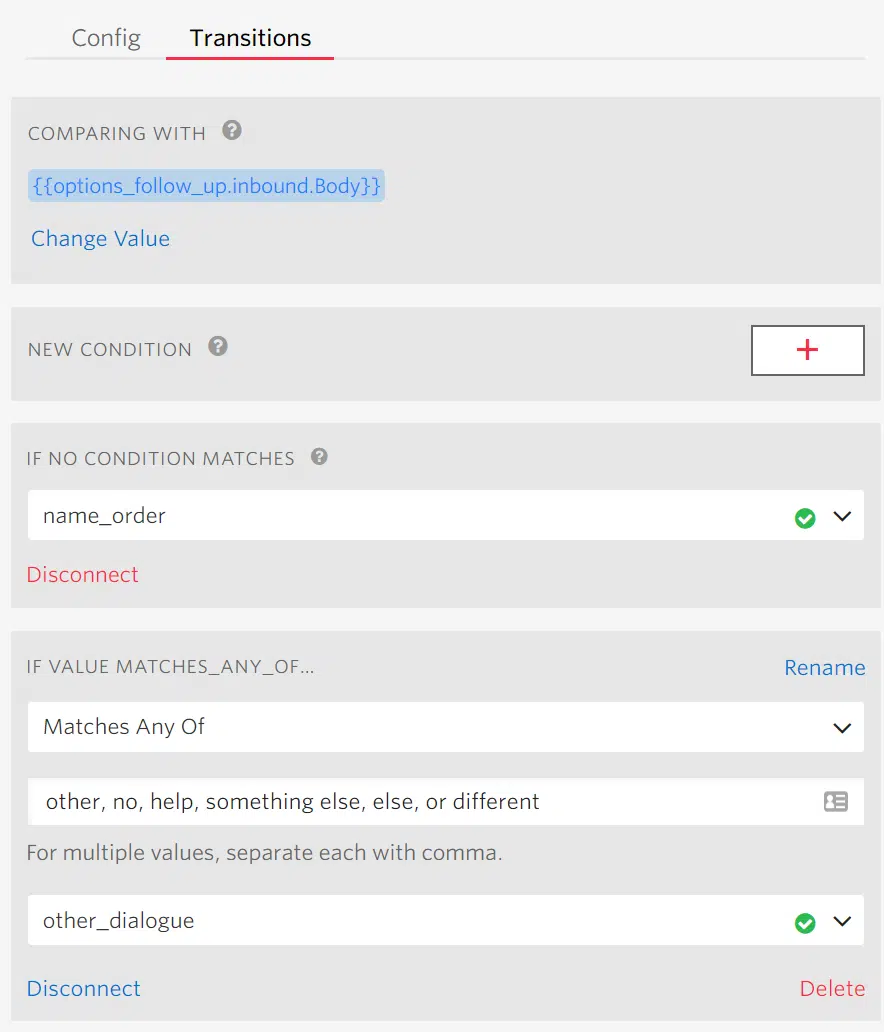 Config Transitions
COMPARING WITH ?
{{options_follow_up.inbound.Body}}
Change Value
NEW CONDITION ? +
IF NO CONDITION MATCHES ?
name_order
Disconnect
IF VALUE MATCHES_ANY_OF... Rename
Matches Any Of
other, no, help, something else, else, or different
For multiple values, separate each with comma.
other_dialogue
Disconnect Delete